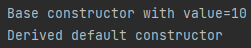 Base constructor with value=10
Derived default constructor